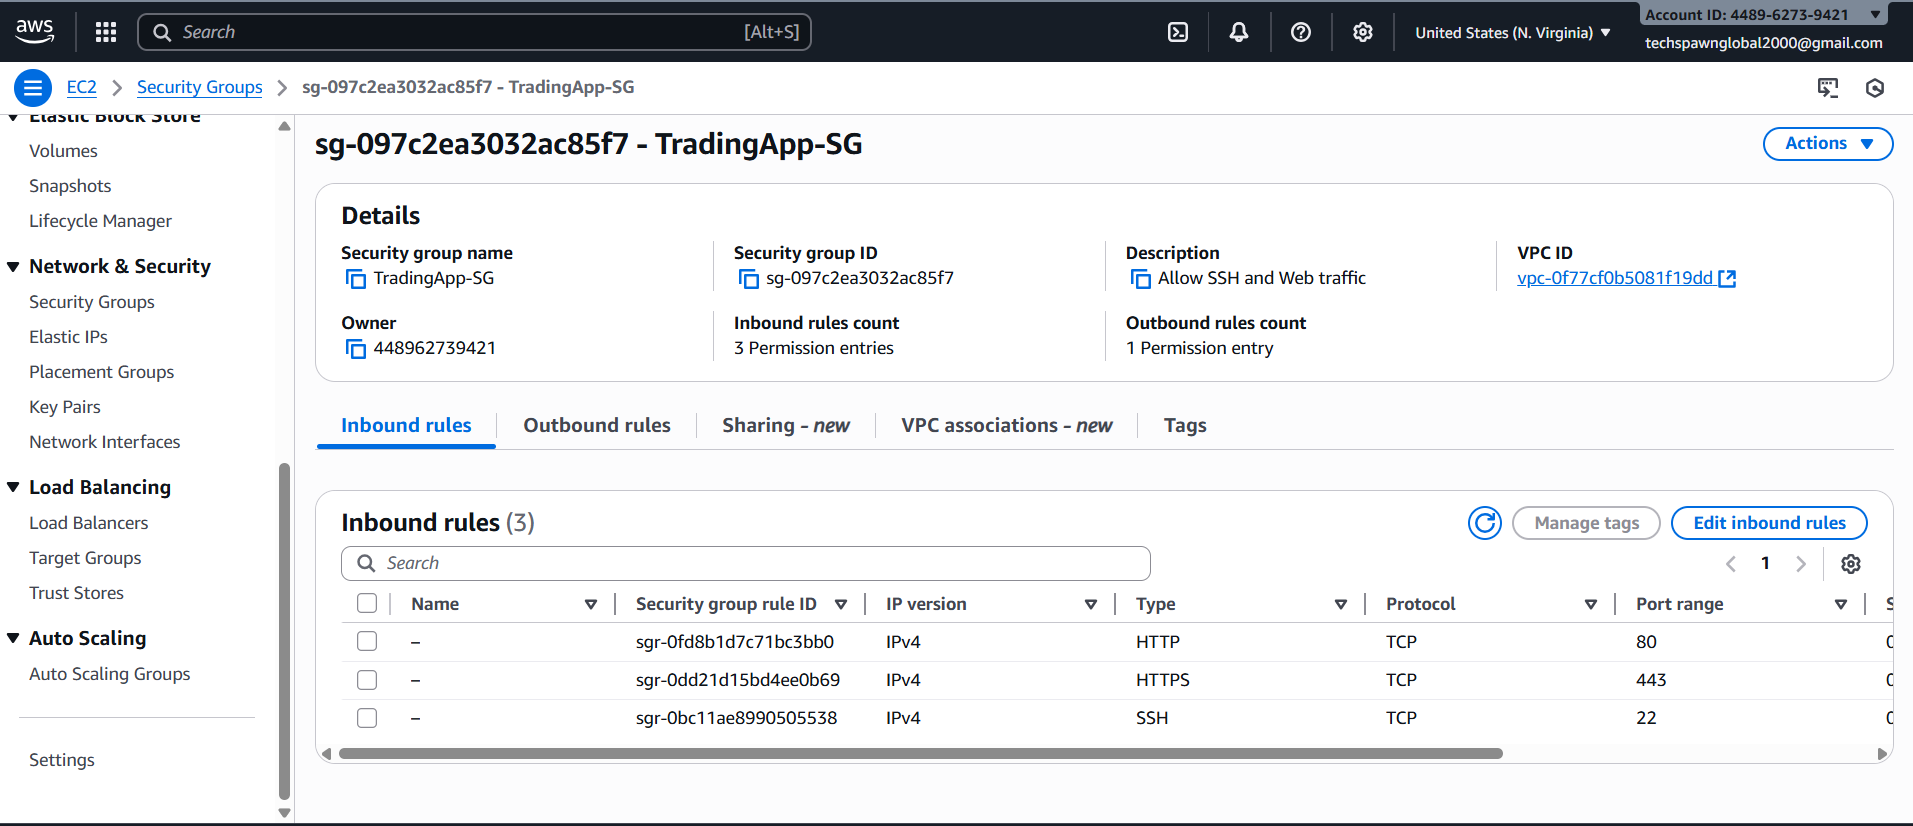 aws
Search [Alt+S]
United States (N. Virginia)
Account ID: 4489-6273-9421
techspawnglobal2000@gmail.com
EC2 Security Groups sg-097c2ea3032ac85f7 - TradingApp-SG
Elastic Block Store
Volumes
Snapshots
Lifecycle Manager
Network & Security
Security Groups
Elastic IPs
Placement Groups
Key Pairs
Network Interfaces
Load Balancing
Load Balancers
Target Groups
Trust Stores
Auto Scaling
Auto Scaling Groups
Settings
sg-097c2ea3032ac85f7 - TradingApp-SG
Actions
Details
Security group name
TradingApp-SG
Security group ID
sg-097c2ea3032ac85f7
Description
Allow SSH and Web traffic
VPC ID
vpc-0f77cf0b5081f19dd
Owner
448962739421
Inbound rules count
3 Permission entries
Outbound rules count
1 Permission entry
Inbound rules Outbound rules Sharing - new VPC associations - new Tags
Inbound rules (3)
Manage tags Edit inbound rules
Search
1
Name Security group rule ID IP version Type Protocol Port range
– sgr-0fd8b1d7c71bc3bb0 IPv4 HTTP TCP 80
– sgr-0dd21d15bd4ee0b69 IPv4 HTTPS TCP 443
– sgr-0bc11ae8990505538 IPv4 SSH TCP 22